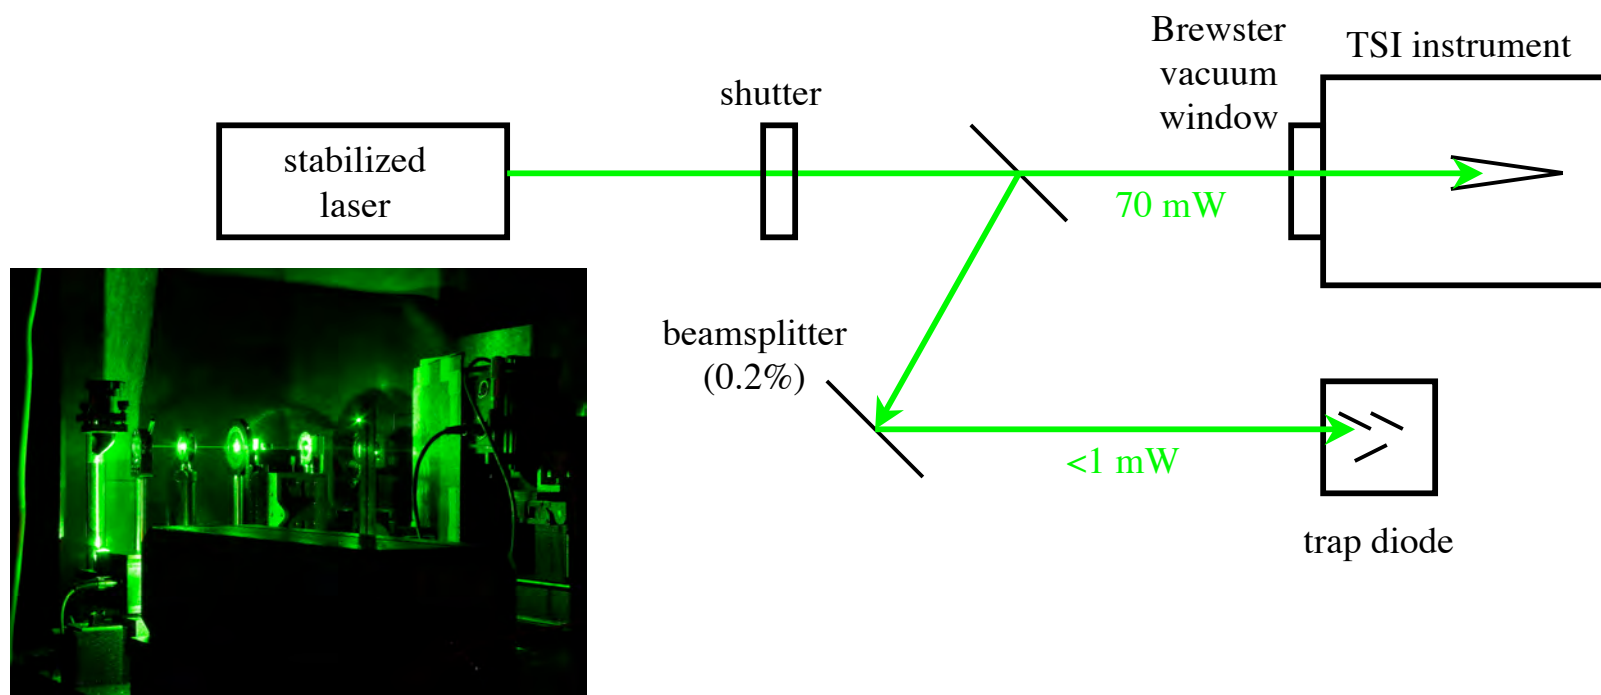 Brewster
vacuum
window
TSI instrument
shutter
stabilized
laser
70 mW
beamsplitter
(0.2%)
<1 mW
trap diode